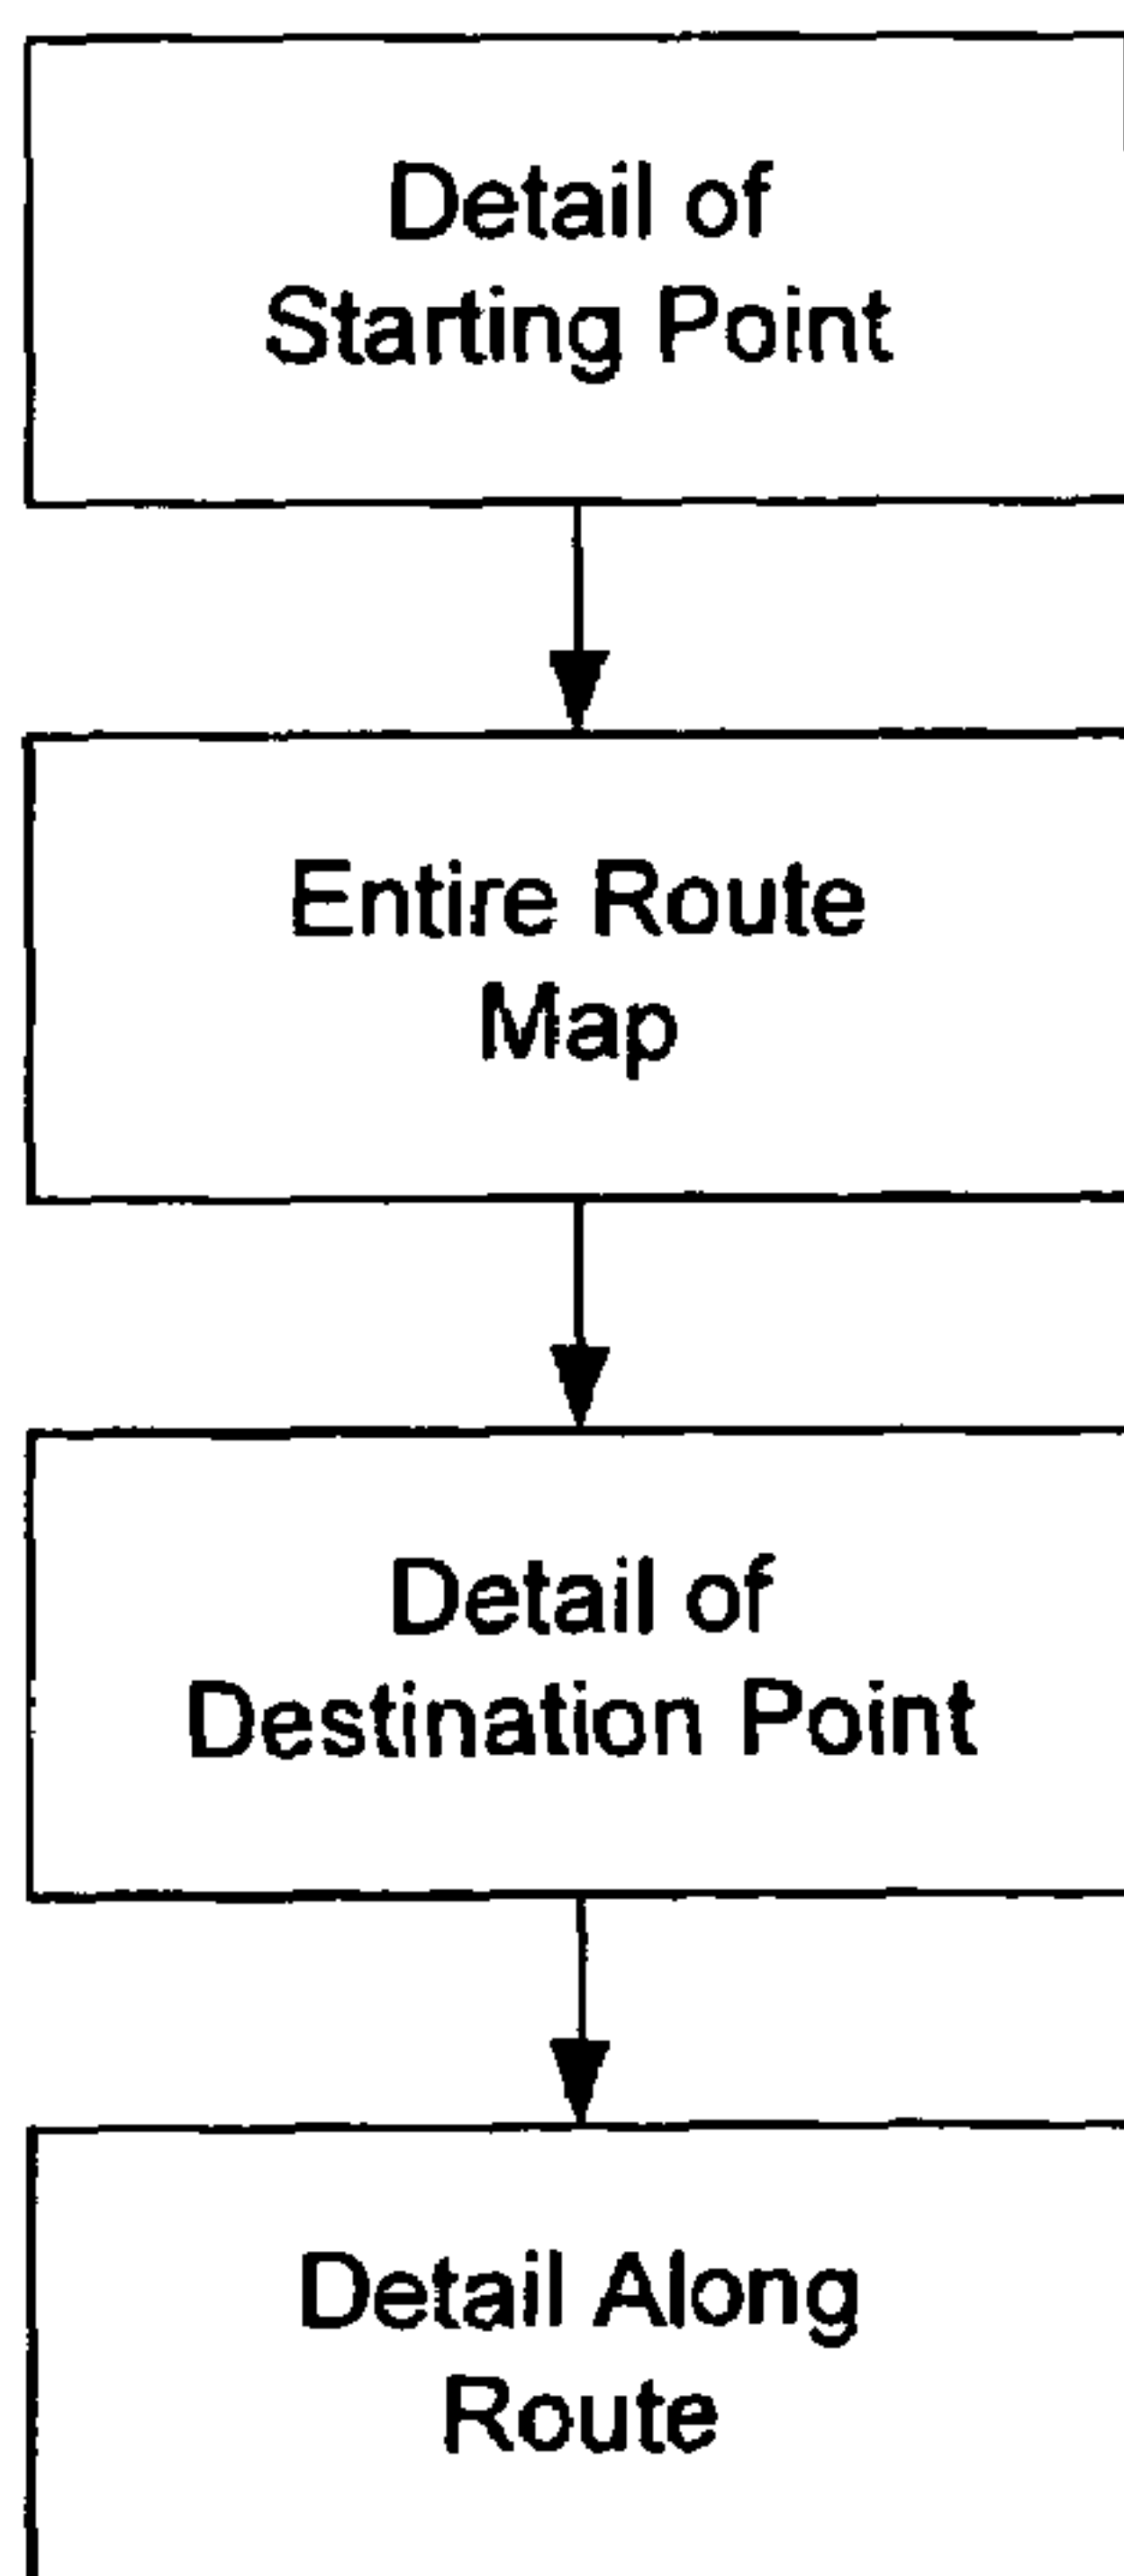 Detail of
Starting Point
Entire Route
Map
Detail of
Destination Point
Detail Along
Route